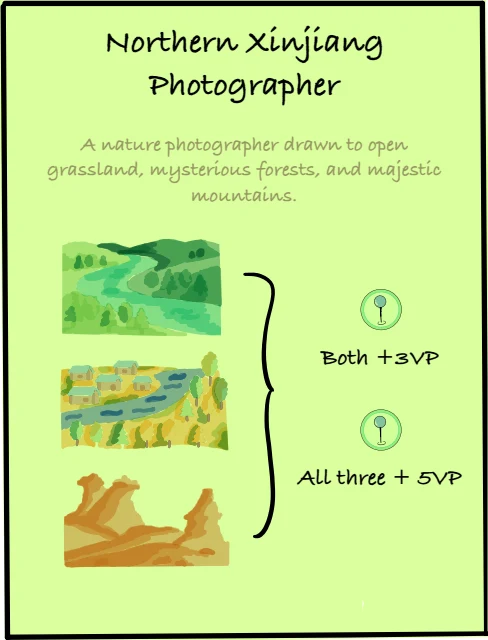 Northern Xinjiang
Photographer
A nature photographer drawn to open
grassland, mysterious forests, and majestic
mountains.
Both +3VP
All three + 5VP